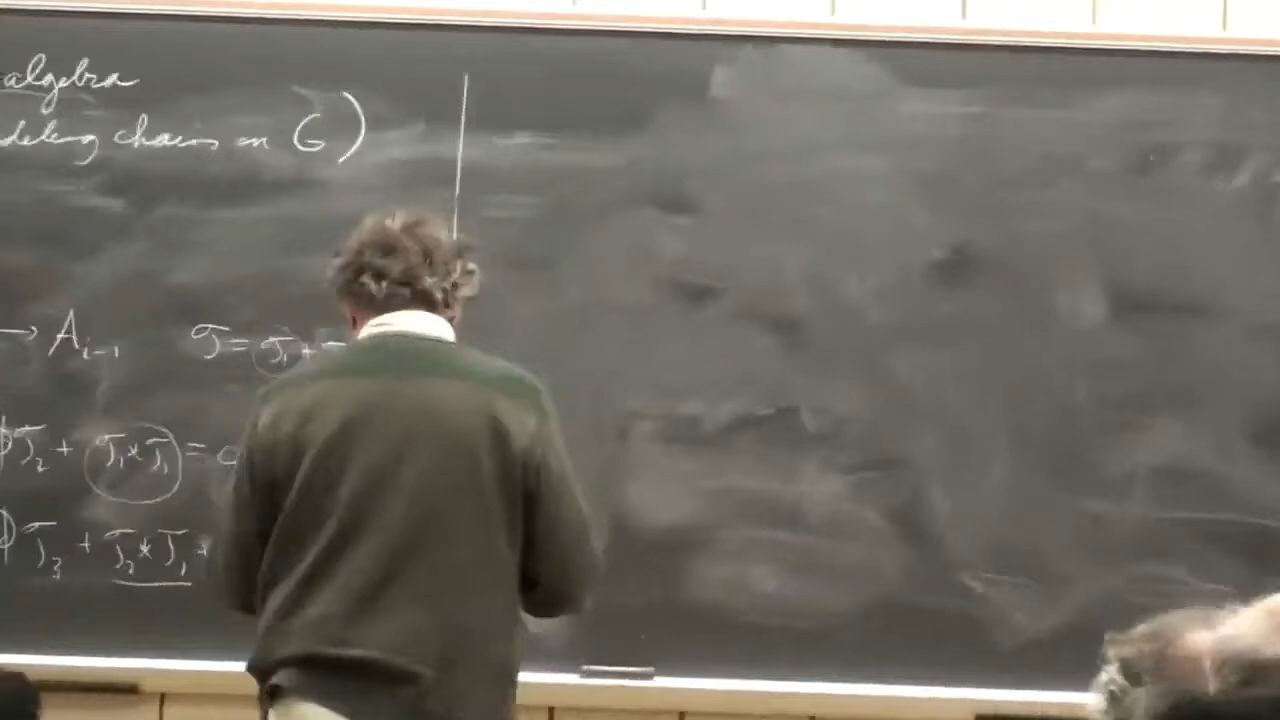 algebra
deling chains on G)
→ A_{i-1} σ = σ_1 +
∂σ_2 + σ_1 * σ_1 = 0
∂σ_3 + σ_2 * σ_1 +